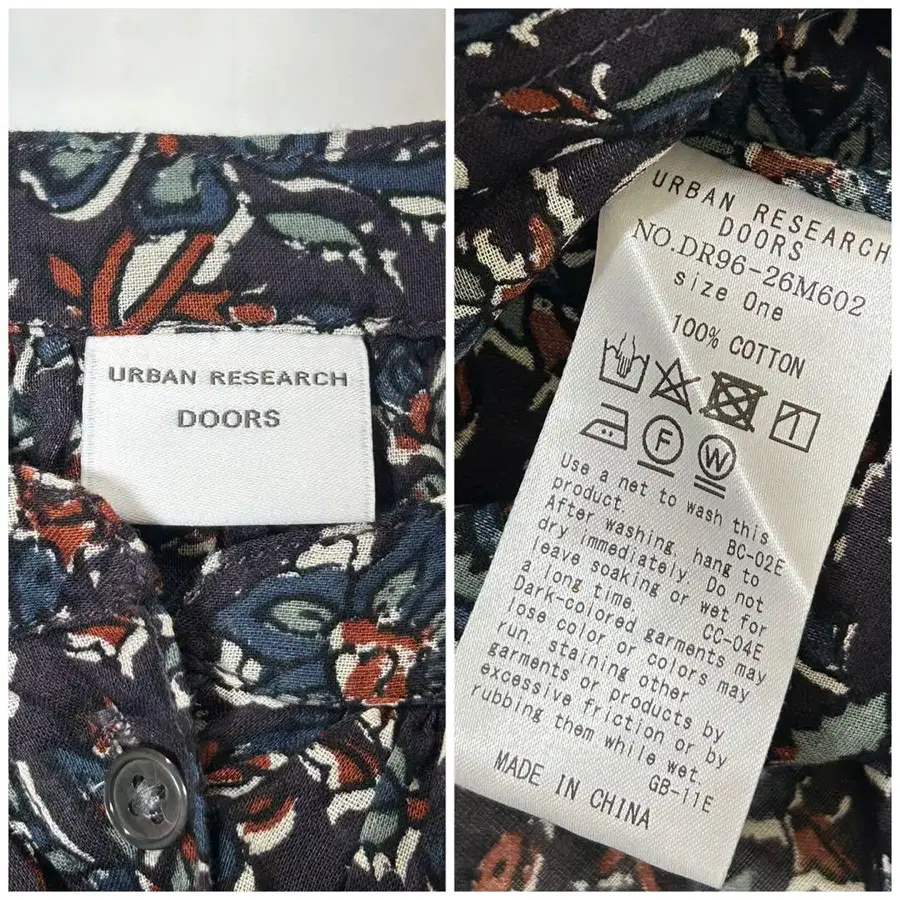 URBAN RESEARCH
DOORS
URBAN RESEARCH
DOORS
NO.DR96-26M602
size One
100% COTTON
F
W
Use a net to wash this
product.
BC-02E
After washing, hang to
dry immediately. Do not
leave soaking or wet for
a long time.
CC-04E
Dark-colored garments may
lose color, or colors may
run, staining other
garments or products by
excessive friction or by
rubbing them while wet.
GB-11E
MADE IN CHINA